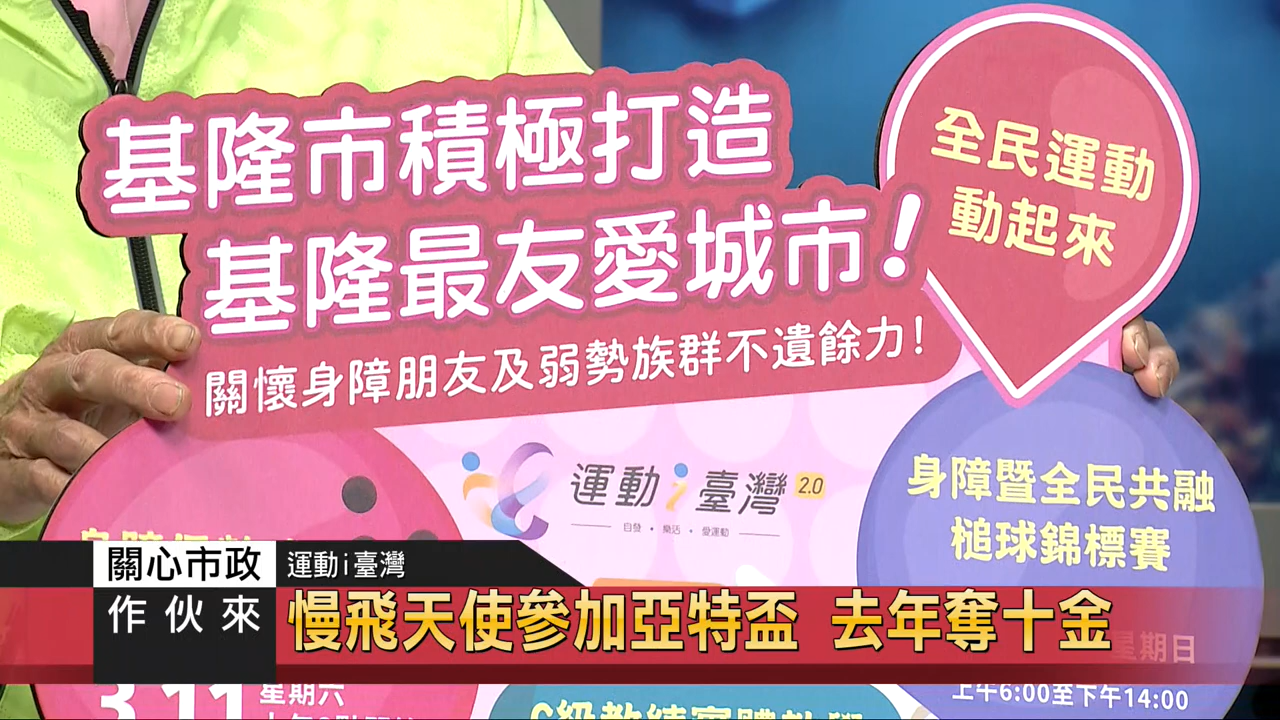 基隆市積極打造
基隆最友愛城市!
關懷身障朋友及弱勢族群不遺餘力!
全民運動
動起來
運動i臺灣 2.0
自發 • 樂活 • 愛運動
身障暨全民共融
槌球錦標賽
星期日
上午6:00至下午14:00
3.11 星期六
關心市政
作伙來
運動i臺灣
慢飛天使參加亞特盃 去年奪十金